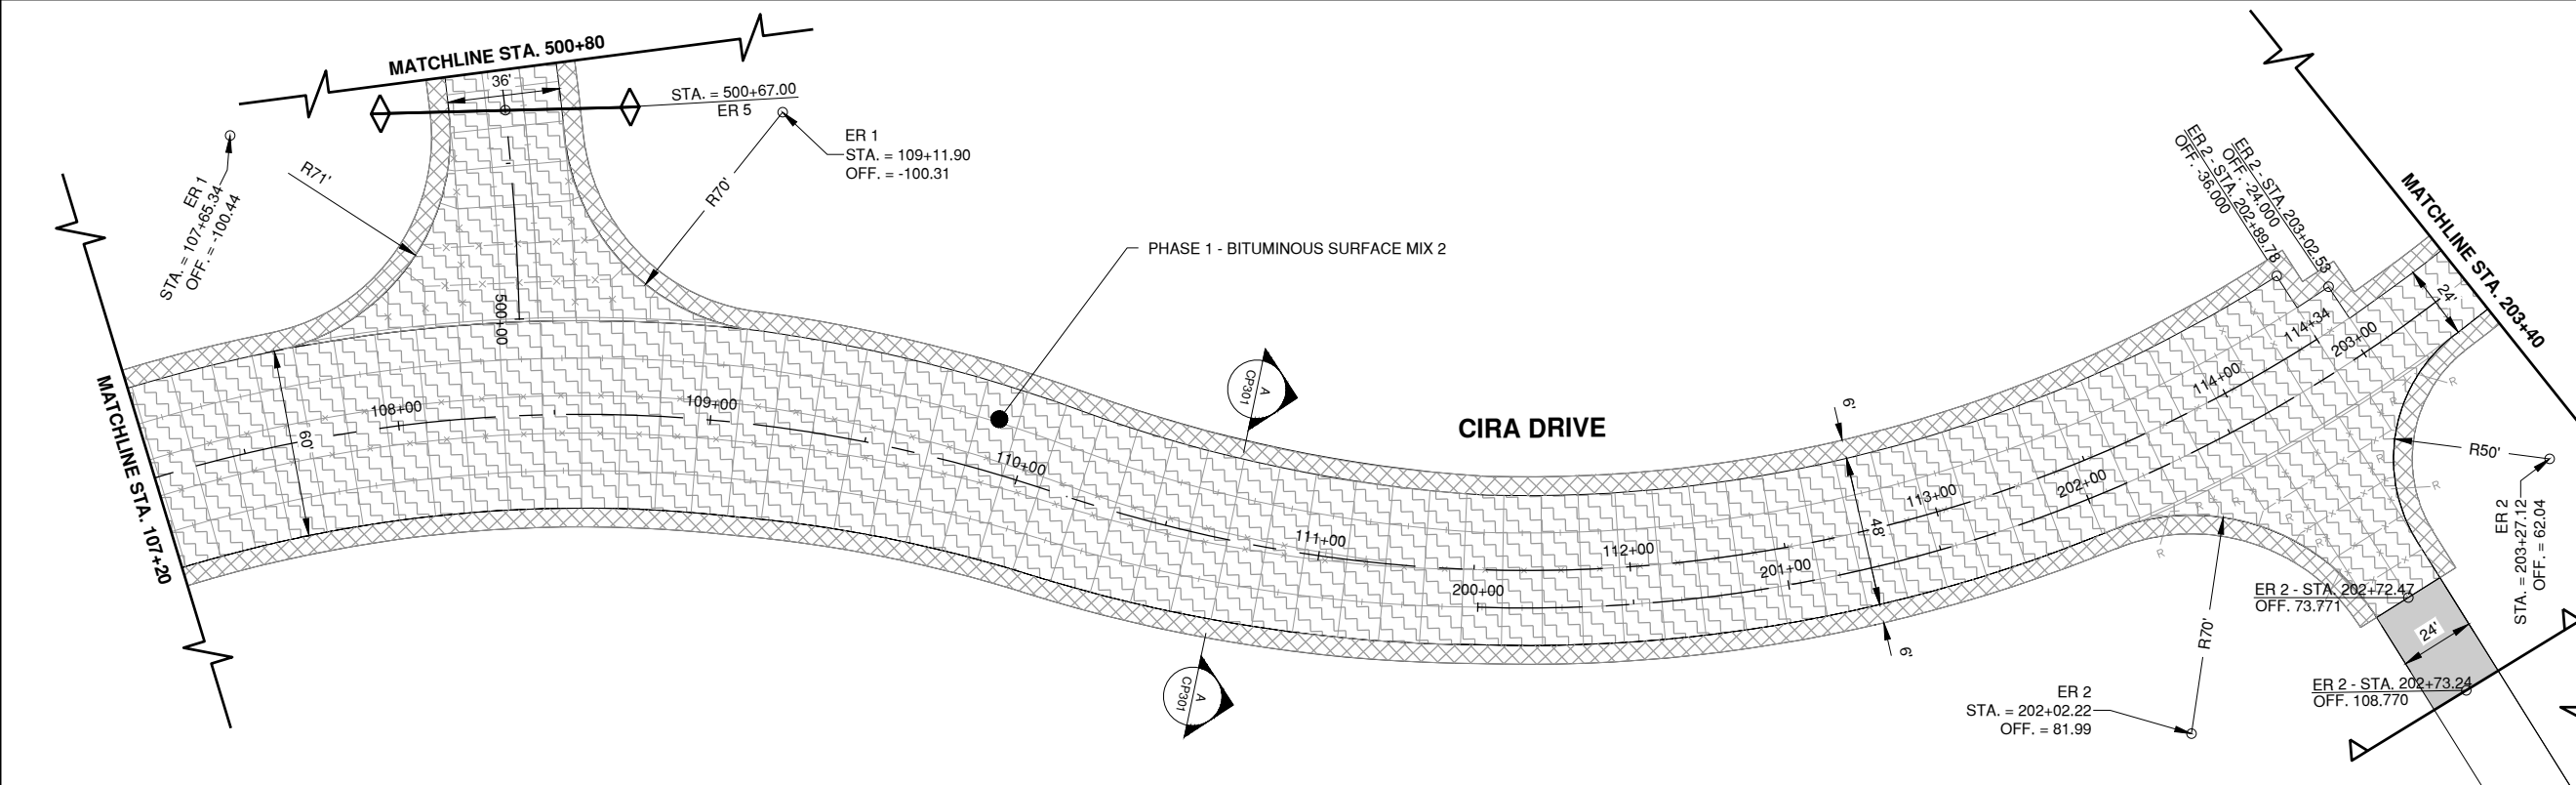 MATCHLINE STA. 500+80
36'
STA. = 500+67.00
ER 5
ER 1
STA. = 109+11.90
OFF. = -100.31
R71'
R70'
ER 1
STA. = 107+65.34
OFF. = -100.44
500+00
PHASE 1 - BITUMINOUS SURFACE MIX 2
MATCHLINE STA. 107+20
60'
108+00
109+00
110+00
111+00
112+00
113+00
114+00
114+34
200+00
201+00
202+00
203+00
A
CP301
A
CP301
CIRA DRIVE
6'
48'
6'
ER 2 - STA. 203+02.53
OFF. -24.000
ER 2 - STA. 202+89.78
OFF. -36.000
MATCHLINE STA. 203+40
24'
R50'
ER 2
STA. = 203+27.12
OFF. = 62.04
R
R
R
R
R
R
R
R
R
R
R
ER 2 - STA. 202+72.47
OFF. 73.771
24'
ER 2 - STA. 202+73.24
OFF. 108.770
R70'
ER 2
STA. = 202+02.22
OFF. = 81.99